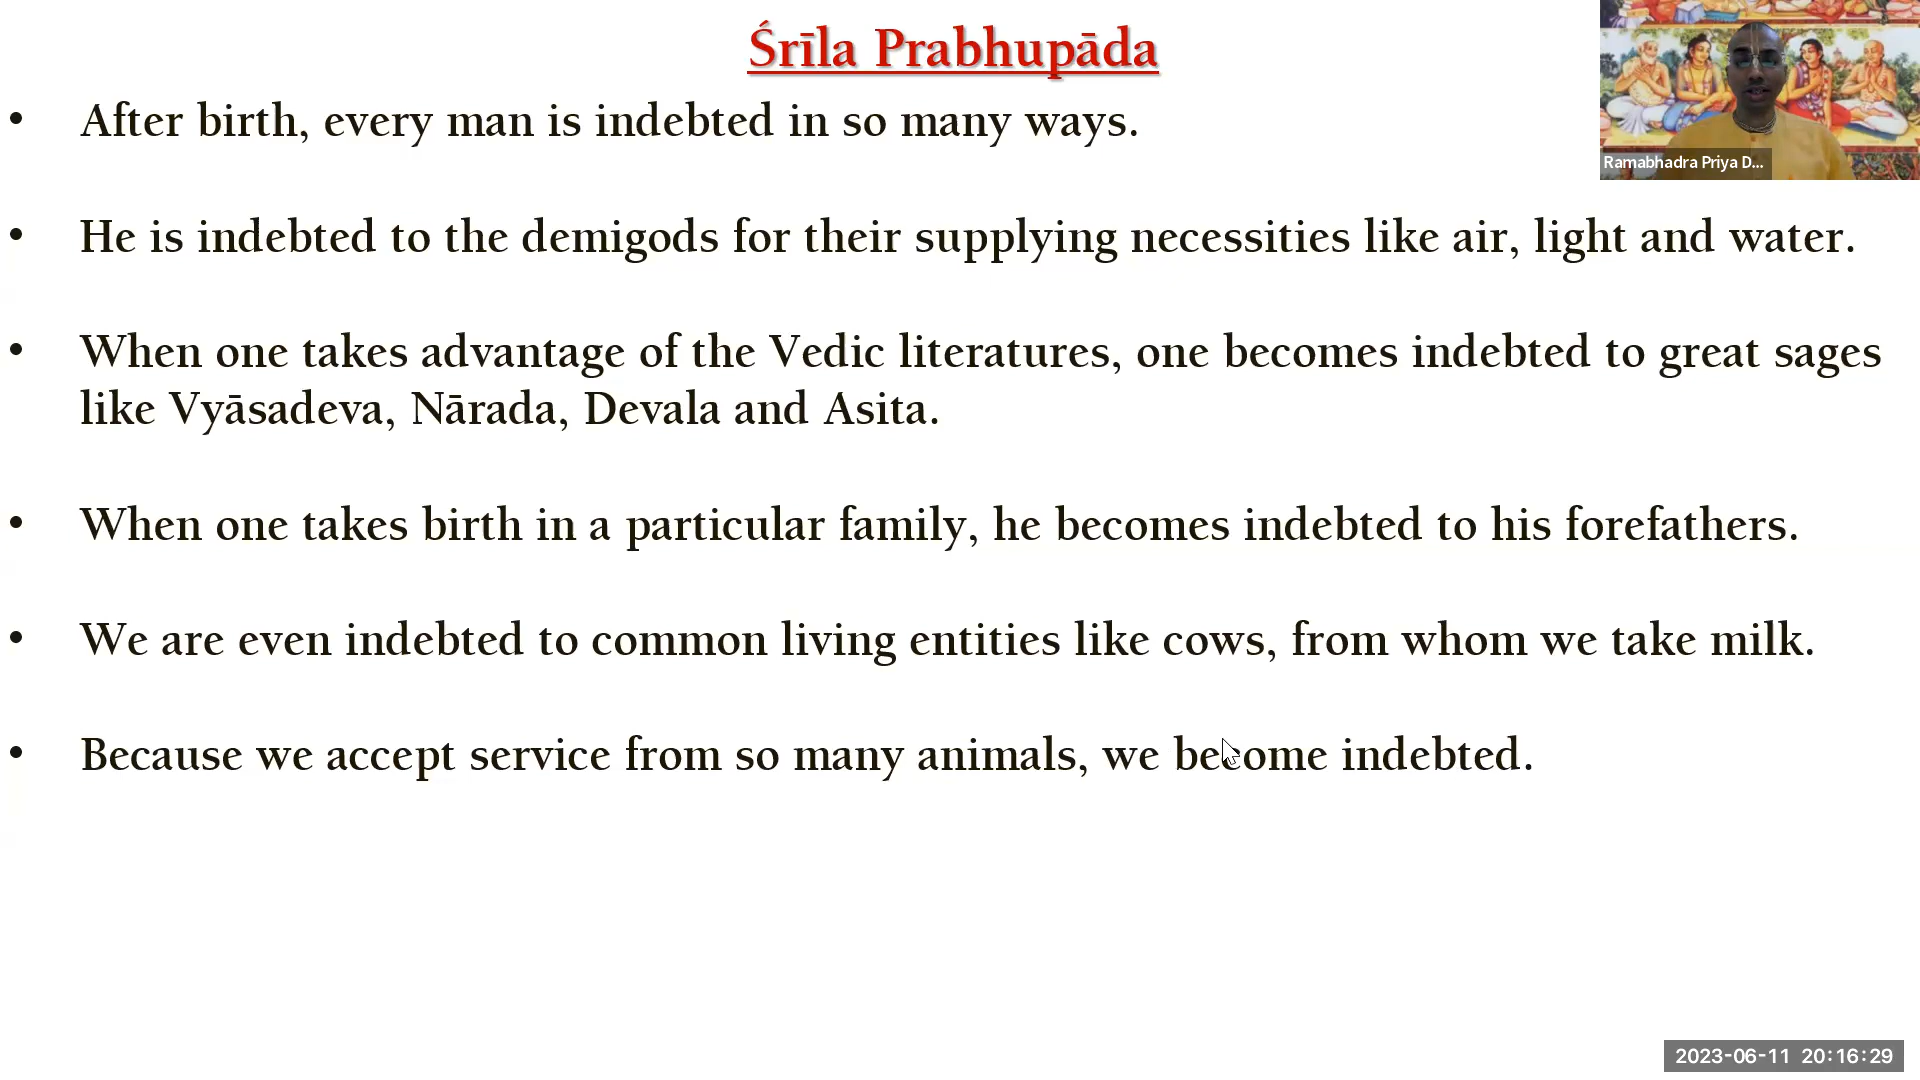 Śrīla Prabhupāda
• After birth, every man is indebted in so many ways.
Ramabhadra Priya D...
• He is indebted to the demigods for their supplying necessities like air, light and water.
• When one takes advantage of the Vedic literatures, one becomes indebted to great sages
like Vyāsadeva, Nārada, Devala and Asita.
• When one takes birth in a particular family, he becomes indebted to his forefathers.
• We are even indebted to common living entities like cows, from whom we take milk.
• Because we accept service from so many animals, we become indebted.
2023-06-11 20:16:29